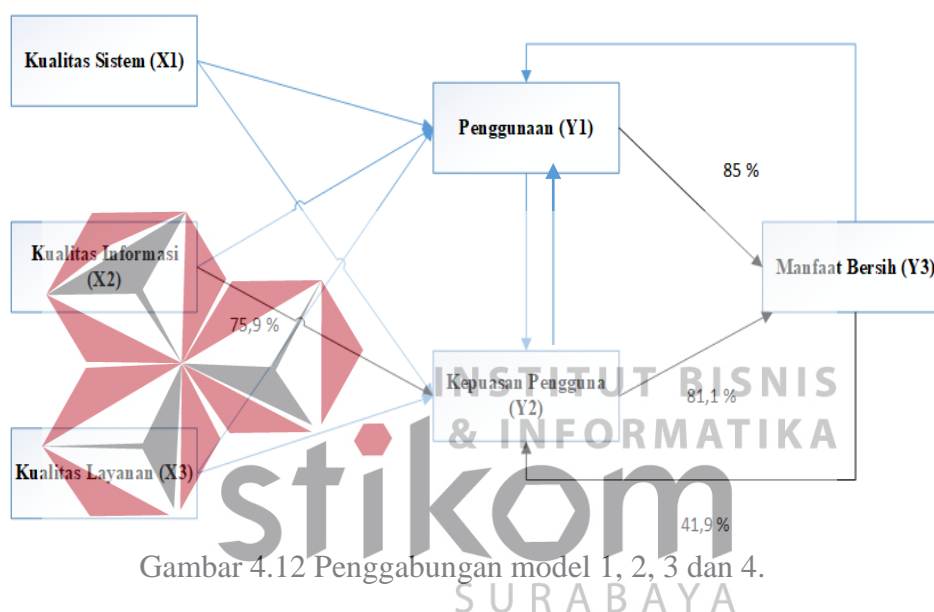 Kualitas Sistem (X1)
Penggunaan (Y1)
85 %
Kualitas Informasi
(X2)
Manfaat Bersih (Y3)
75,9 %
Kepuasan Pengguna
(Y2)
81,1 %
INSTITUT BISNIS
& INFORMATIKA
Kualitas Layanan (X3)
stikom
41,9 %
Gambar 4.12 Penggabungan model 1, 2, 3 dan 4.
SURABAYA